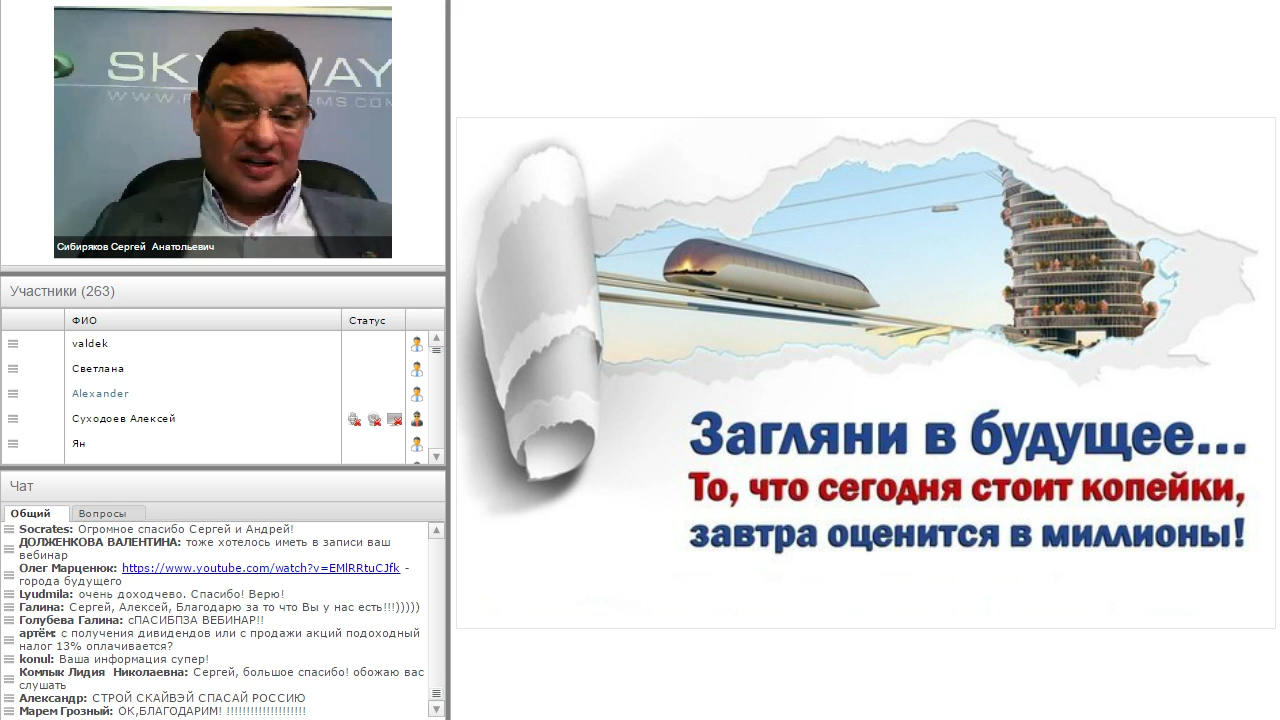 SKY WAY
WWW.
Сибиряков Сергей Анатольевич
Участники (263)
ФИО
Статус
valdek
Светлана
Alexander
Суходоев Алексей
Ян
Чат
Общий
Вопросы
Socrates: Огромное спасибо Сергей и Андрей!
ДОЛЖЕНКОВА ВАЛЕНТИНА: тоже хотелось иметь в записи ваш
вебинар
Олег Марценюк: https://www.youtube.com/watch?v=EMlRRtuCJfk -
города будущего
Lyudmila: очень доходчево. Спасибо! Верю!
Галина: Сергей, Алексей, Благодарю за то что Вы у нас есть!!!)))))
Голубева Галина: сПАСИБПЗА ВЕБИНАР!!
артём: с получения дивидендов или с продажи акций подоходный
налог 13% оплачивается?
konul: Ваша информация супер!
Комлык Лидия Николаевна: Сергей, большое спасибо! обожаю вас
слушать
Александр: СТРОЙ СКАЙВЭЙ СПАСАЙ РОССИЮ
Марем Грозный: ОК,БЛАГОДАРИМ! !!!!!!!!!!!!!!!!!!!!
Загляни в будущее...
То, что сегодня стоит копейки,
завтра оценится в миллионы!